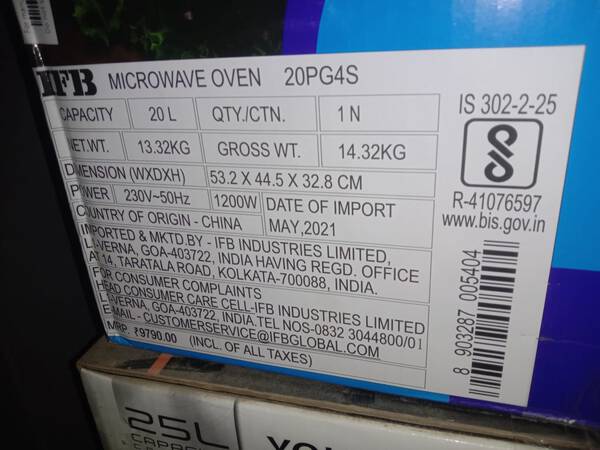 IFB MICROWAVE OVEN 20PG4S
CAPACITY 20 L QTY./CTN. 1 N
NET.WT. 13.32KG GROSS WT. 14.32KG
DIMENSION (WXDXH) 53.2 X 44.5 X 32.8 CM
POWER 230V~50Hz 1200W DATE OF IMPORT
COUNTRY OF ORIGIN - CHINA MAY,2021
IMPORTED & MKTD.BY - IFB INDUSTRIES LIMITED,
L-VERNA, GOA-403722, INDIA HAVING REGD. OFFICE
AT 14, TARATALA ROAD, KOLKATA-700088, INDIA.
FOR CONSUMER COMPLAINTS
HEAD CONSUMER CARE CELL-IFB INDUSTRIES LIMITED
L-VERNA, GOA-403722, INDIA.TEL NOS-0832 3044800/01
E-MAIL - CUSTOMERSERVICE@IFBGLOBAL.COM
MRP. ₹9790.00 (INCL. OF ALL TAXES)
IS 302-2-25
R-41076597
www.bis.gov.in
8 903287 005404
25L